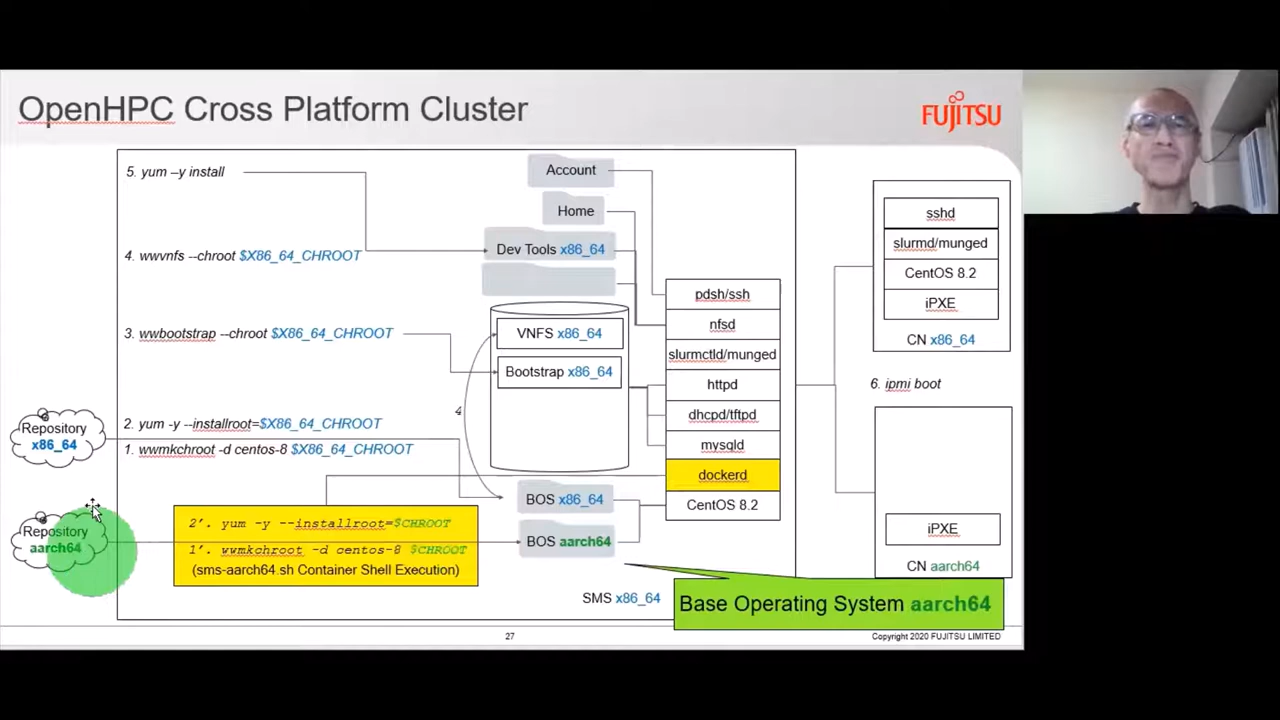 OpenHPC Cross Platform Cluster
FUJITSU
5. yum –y install
4. wwvnfs --chroot $X86_64_CHROOT
3. wwbootstrap --chroot $X86_64_CHROOT
2. yum -y --installroot=$X86_64_CHROOT
1. wwmkchroot -d centos-8 $X86_64_CHROOT
Repository
x86_64
Repository
aarch64
2’. yum -y --installroot=$CHROOT
1’. wwmkchroot -d centos-8 $CHROOT
(sms-aarch64.sh Container Shell Execution)
Account
Home
Dev Tools x86_64
VNFS x86_64
Bootstrap x86_64
4
BOS x86_64
BOS aarch64
SMS x86_64
pdsh/ssh
nfsd
slurmctld/munged
httpd
dhcpd/tftpd
mysqld
dockerd
CentOS 8.2
sshd
slurmd/munged
CentOS 8.2
iPXE
CN x86_64
6. ipmi boot
iPXE
CN aarch64
Base Operating System aarch64
27
Copyright 2020 FUJITSU LIMITED